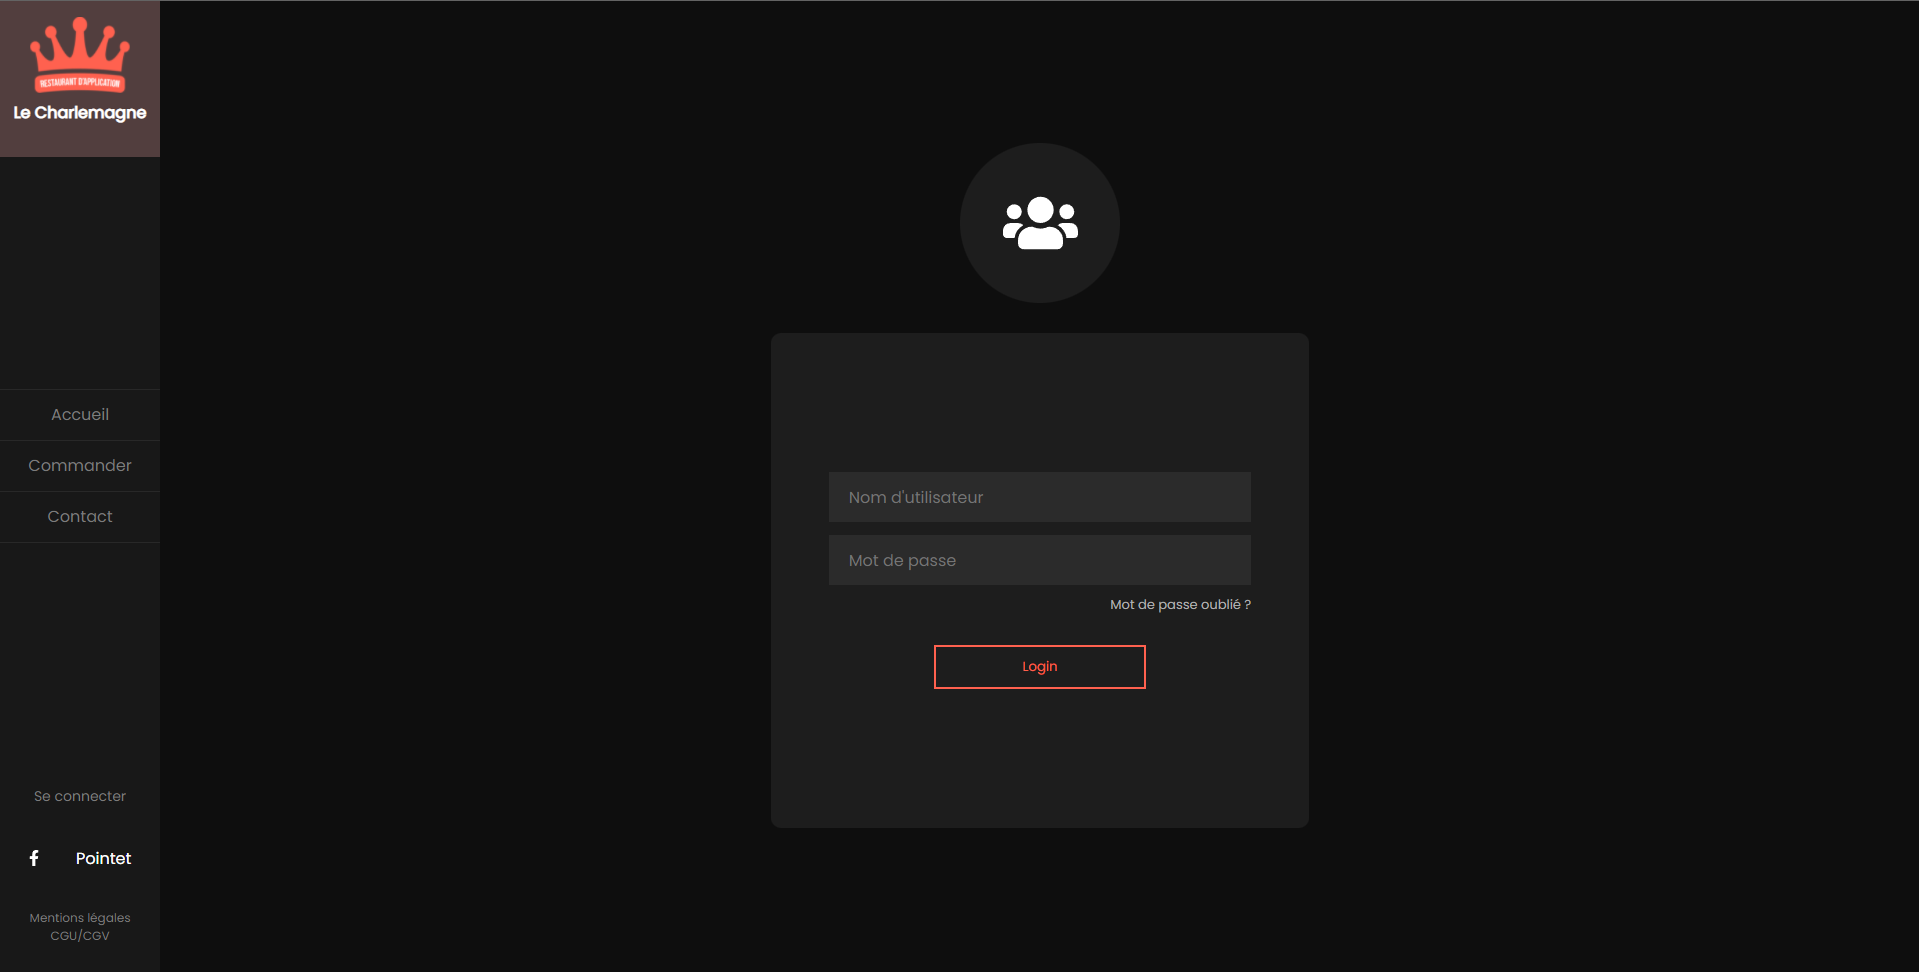 RESTAURANT D'APPLICATION
Le Charlemagne
Accueil
Commander
Contact
Se connecter
Pointet
Mentions légales
CGU/CGV
Nom d'utilisateur
Mot de passe
Mot de passe oublié ?
Login